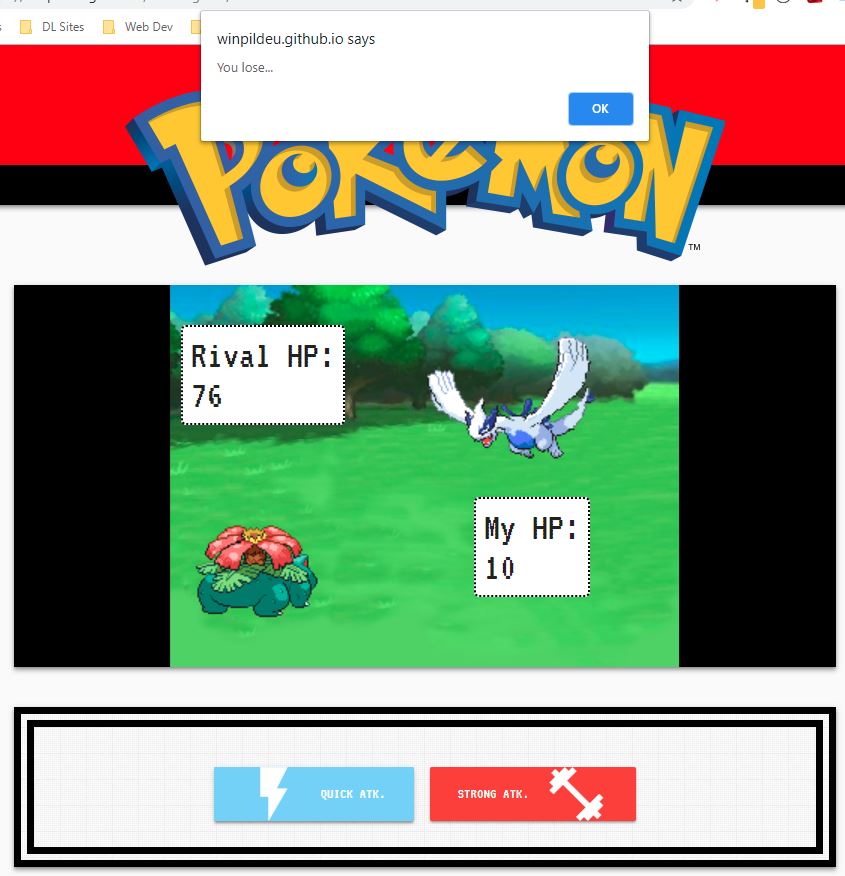 DL Sites
Web Dev
winpildeu.github.io says
You lose...
OK
POKéMON
TM
Rival HP:
76
My HP:
10
QUICK ATK.
STRONG ATK.